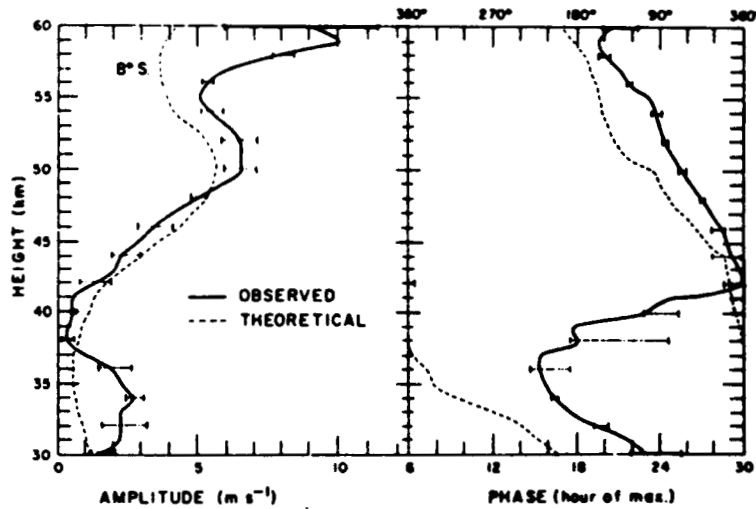 360° 270° 180° 90° 360°
60
8° S.
55
50
HEIGHT (km)
45
40
35
30
OBSERVED
THEORETICAL
0 5 10 6 12 18 24 30
AMPLITUDE (m s⁻¹) PHASE (hour of max.)